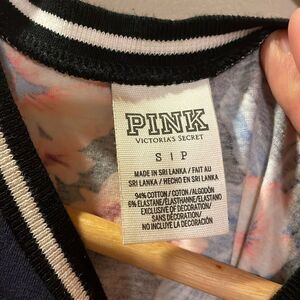 PINK
VICTORIA'S SECRET
S | P
MADE IN SRI LANKA / FAIT AU
SRI LANKA / HECHO EN SRI LANKA
94% COTTON / COTON / ALGODÓN
6% ELASTANE/ELASTHANNE/ELASTANO
EXCLUSIVE OF DECORATION/
SANS DÉCORATION/
NO INCLUYE LA DECORACIÓN